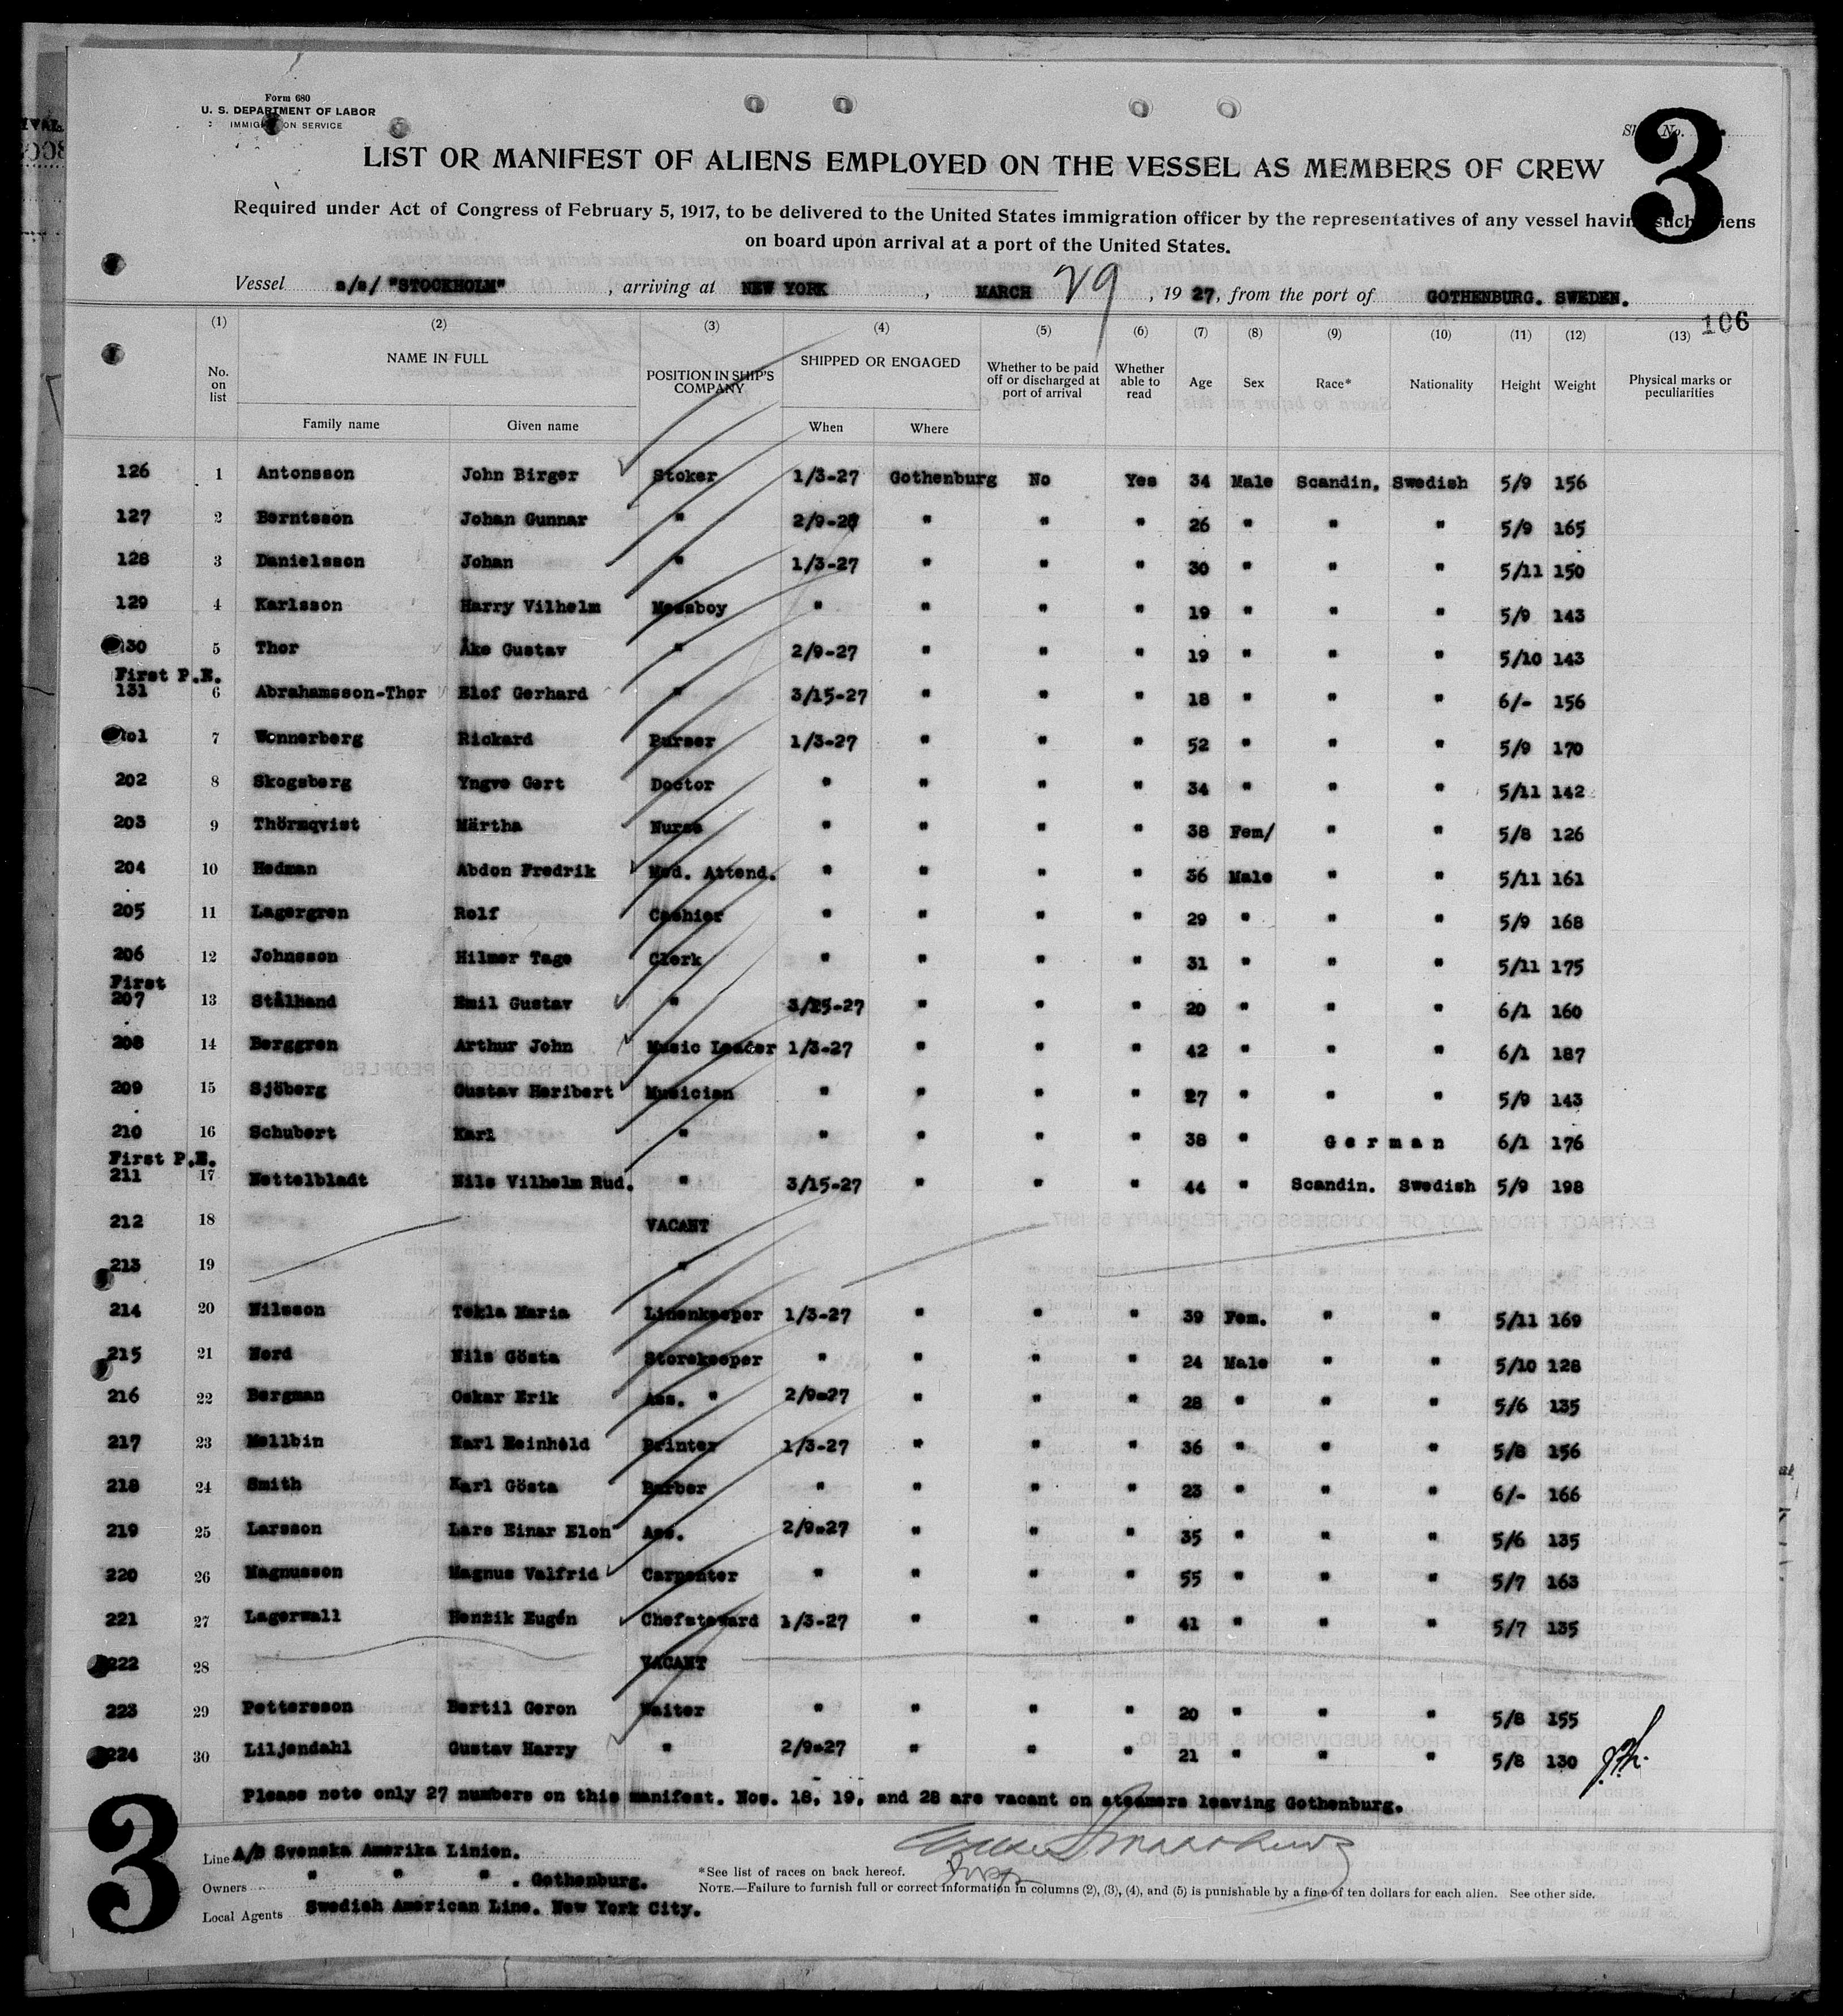 Form 680
U. S. DEPARTMENT OF LABOR
IMMIGRATION SERVICE
3
LIST OR MANIFEST OF ALIENS EMPLOYED ON THE VESSEL AS MEMBERS OF CREW
Required under Act of Congress of February 5, 1917, to be delivered to the United States immigration officer by the representatives of any vessel having such aliens
on board upon arrival at a port of the United States.
Vessel s/s/ "STOCKHOLM" , arriving at NEW YORK , MARCH 29 , 19 27, from the port of GOTHENBURG. SWEDEN.
106
(1) (2) (3) (4) (5) (6) (7) (8) (9) (10) (11) (12) (13)
No. on list NAME IN FULL POSITION IN SHIP'S COMPANY SHIPPED OR ENGAGED Whether to be paid off or discharged at port of arrival Whether able to read Age Sex Race* Nationality Height Weight Physical marks or peculiarities
Family name Given name When Where
126 1 Antonsson John Birger Stoker 1/3-27 Gothenburg No Yes 34 Male Scandin. Swedish 5/9 156
127 2 Berntsson Johan Gunnar " 2/9-27 " " " 26 " " " 5/9 165
128 3 Danielsson Johan " 1/3-27 " " " 30 " " " 5/11 150
129 4 Karlsson Harry Vilhelm Messboy " " " " 19 " " " 5/9 143
130 5 Thor Åke Gustav " 2/9-27 " " " 19 " " " 5/10 143
First P.E.
131 6 Abrahamsson-Thor Elof Gerhard " 3/15-27 " " " 18 " " " 6/- 156
7 Wennerberg Rickard Purser 1/3-27 " " " 52 " " " 5/9 170
202 8 Skogsberg Yngve Gert Doctor " " " " 34 " " " 5/11 142
203 9 Thörmqvist Märtha Nurse " " " " 38 Fem/ " " 5/8 126
204 10 Hedman Abdon Fredrik Med. Attend. " " " " 36 Male " " 5/11 161
205 11 Lagergren Rolf Cashier " " " " 29 " " " 5/9 168
206 12 Johnsson Hilmer Tage Clerk " " " " 31 " " " 5/11 175
First
207 13 Stålhand Emil Gustav " 3/15-27 " " " 20 " " " 6/1 160
208 14 Berggren Arthur John Music Leader 1/3-27 " " " 42 " " " 6/1 187
209 15 Sjöberg Gustav Heribert Musician " " " " 27 " " " 5/9 143
210 16 Schubert Karl " " " " " 38 " German 6/1 176
First P.E.
211 17 Nettelbladt Nils Vilhelm Rud. " 3/15-27 " " " 44 " Scandin. Swedish 5/9 198
212 18 VACANT
213 19 "
214 20 Nilsson Tekla Maria Linenkeeper 1/3-27 " " " 39 Fem. " " 5/11 169
215 21 Nord Nils Gösta Storekeeper " " " " 24 Male " " 5/10 128
216 22 Bergman Oskar Erik Ass. " 2/9-27 " " " 28 " " " 5/6 135
217 23 Mellbin Karl Reinhold Printer 1/3-27 " " " 36 " " " 5/8 156
218 24 Smith Karl Gösta Barber " " " " 23 " " " 6/- 166
219 25 Larsson Lars Einar Elon Ass. 2/9-27 " " " 35 " " " 5/6 135
220 26 Magnusson Magnus Valfrid Carpenter " " " " 55 " " " 5/7 163
221 27 Lagerwall Henrik Eugén Chefsteward 1/3-27 " " " 41 " " " 5/7 135
222 28 VACANT
223 29 Pettersson Bertil Geron Waiter " " " " 20 " " " 5/8 155
224 30 Liljendahl Gustav Harry " 2/9-27 " " " 21 " " " 5/8 130
Please note only 27 numbers on this manifest. Nos. 18, 19, and 28 are vacant on steamers leaving Gothenburg.
3
Line A/B Svenska Amerika Linien.
Owners " " " . Gothenburg.
Local Agents Swedish American Line. New York City.
*See list of races on back hereof.
NOTE.—Failure to furnish full or correct information in columns (2), (3), (4), and (5) is punishable by a fine of ten dollars for each alien. See other side.